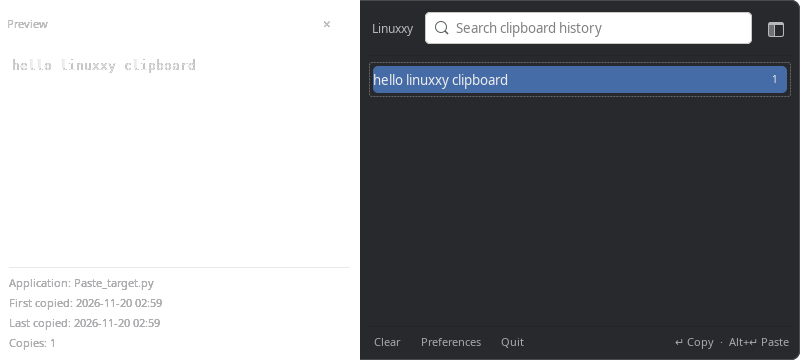 Preview ×
hello linuxxy clipboard
Application: Paste_target.py
First copied: 2026-11-20 02:59
Last copied: 2026-11-20 02:59
Copies: 1
Linuxxy Search clipboard history
hello linuxxy clipboard 1
Clear Preferences Quit ↵ Copy · Alt+↵ Paste